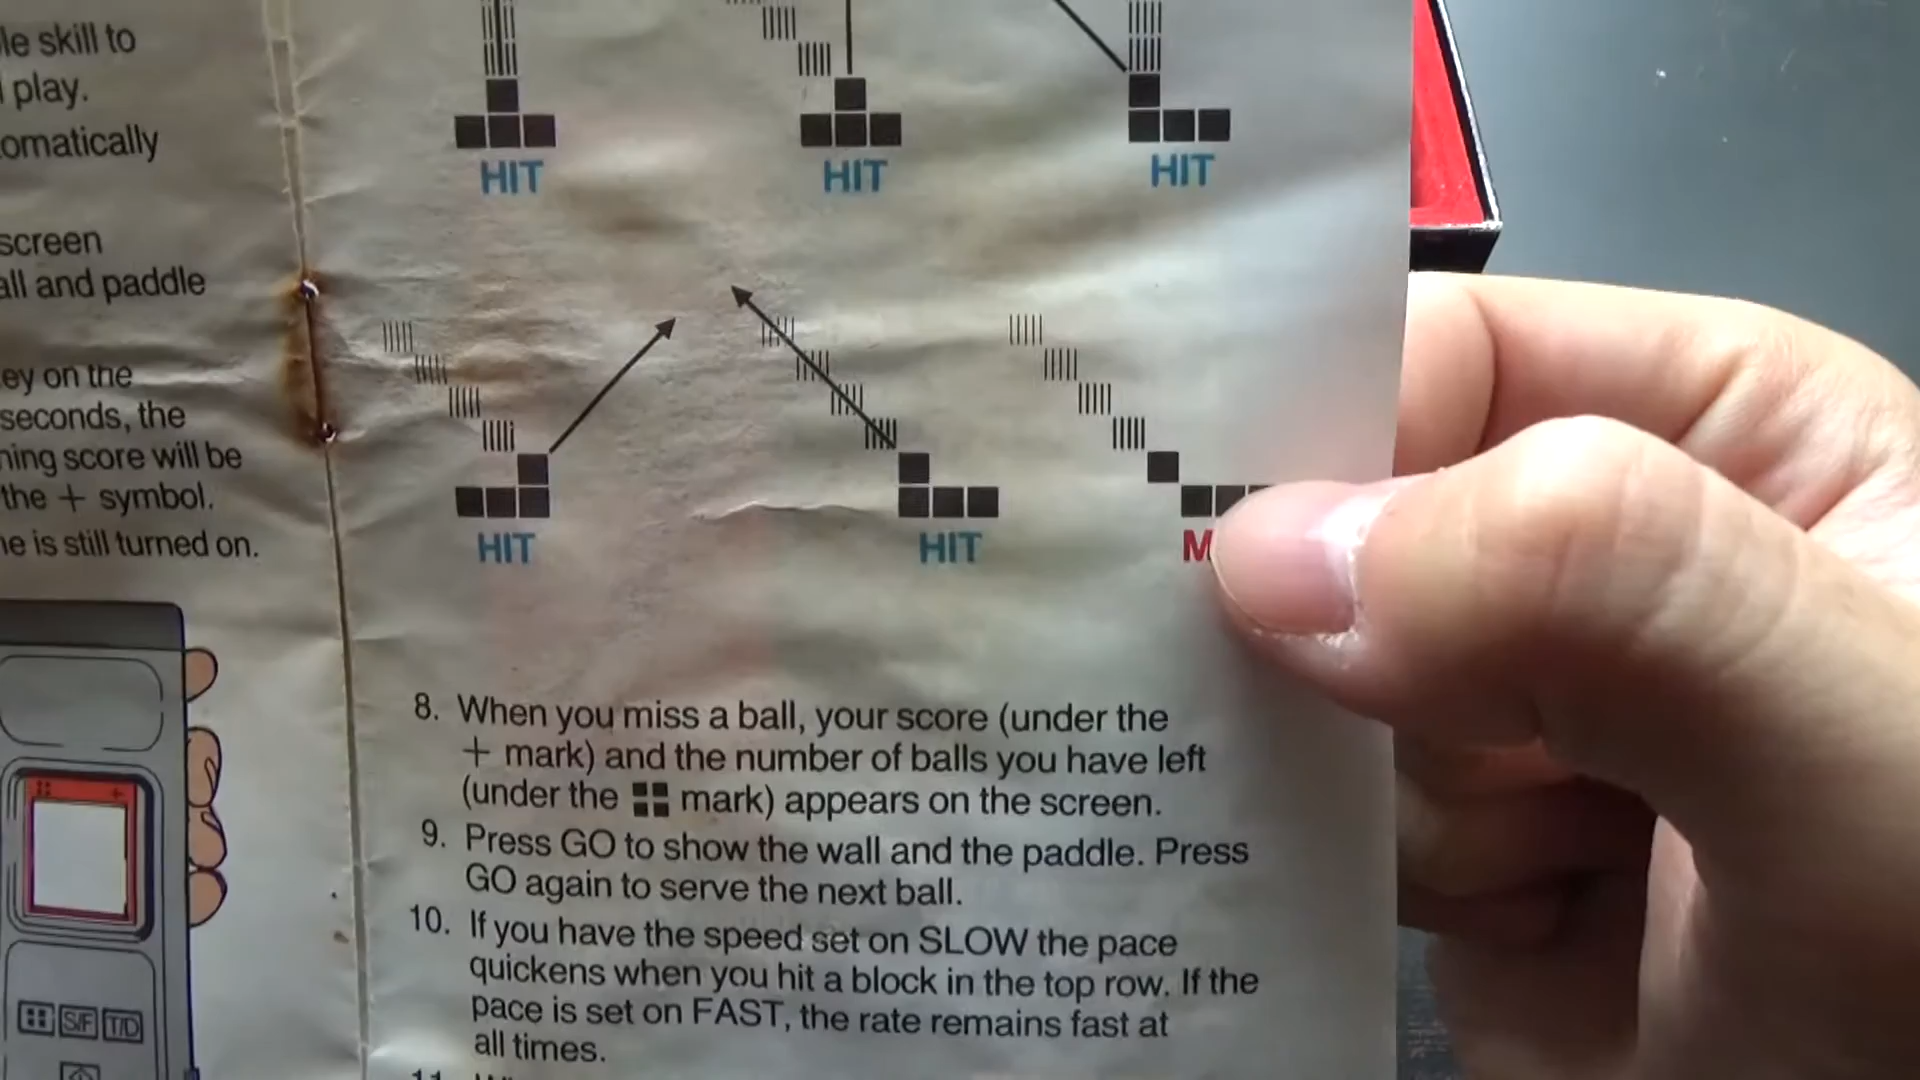 le skill to
play.
omatically
screen
all and paddle
ey on the
seconds, the
ning score will be
the + symbol.
e is still turned on.
S/F T/D
HIT HIT HIT
HIT HIT M
8. When you miss a ball, your score (under the
+ mark) and the number of balls you have left
(under the mark) appears on the screen.
9. Press GO to show the wall and the paddle. Press
GO again to serve the next ball.
10. If you have the speed set on SLOW the pace
quickens when you hit a block in the top row. If the
pace is set on FAST, the rate remains fast at
all times.
11.